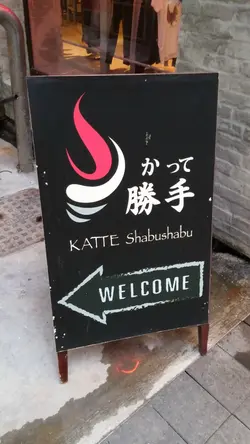 かって
勝手
KATTE Shabushabu
WELCOME